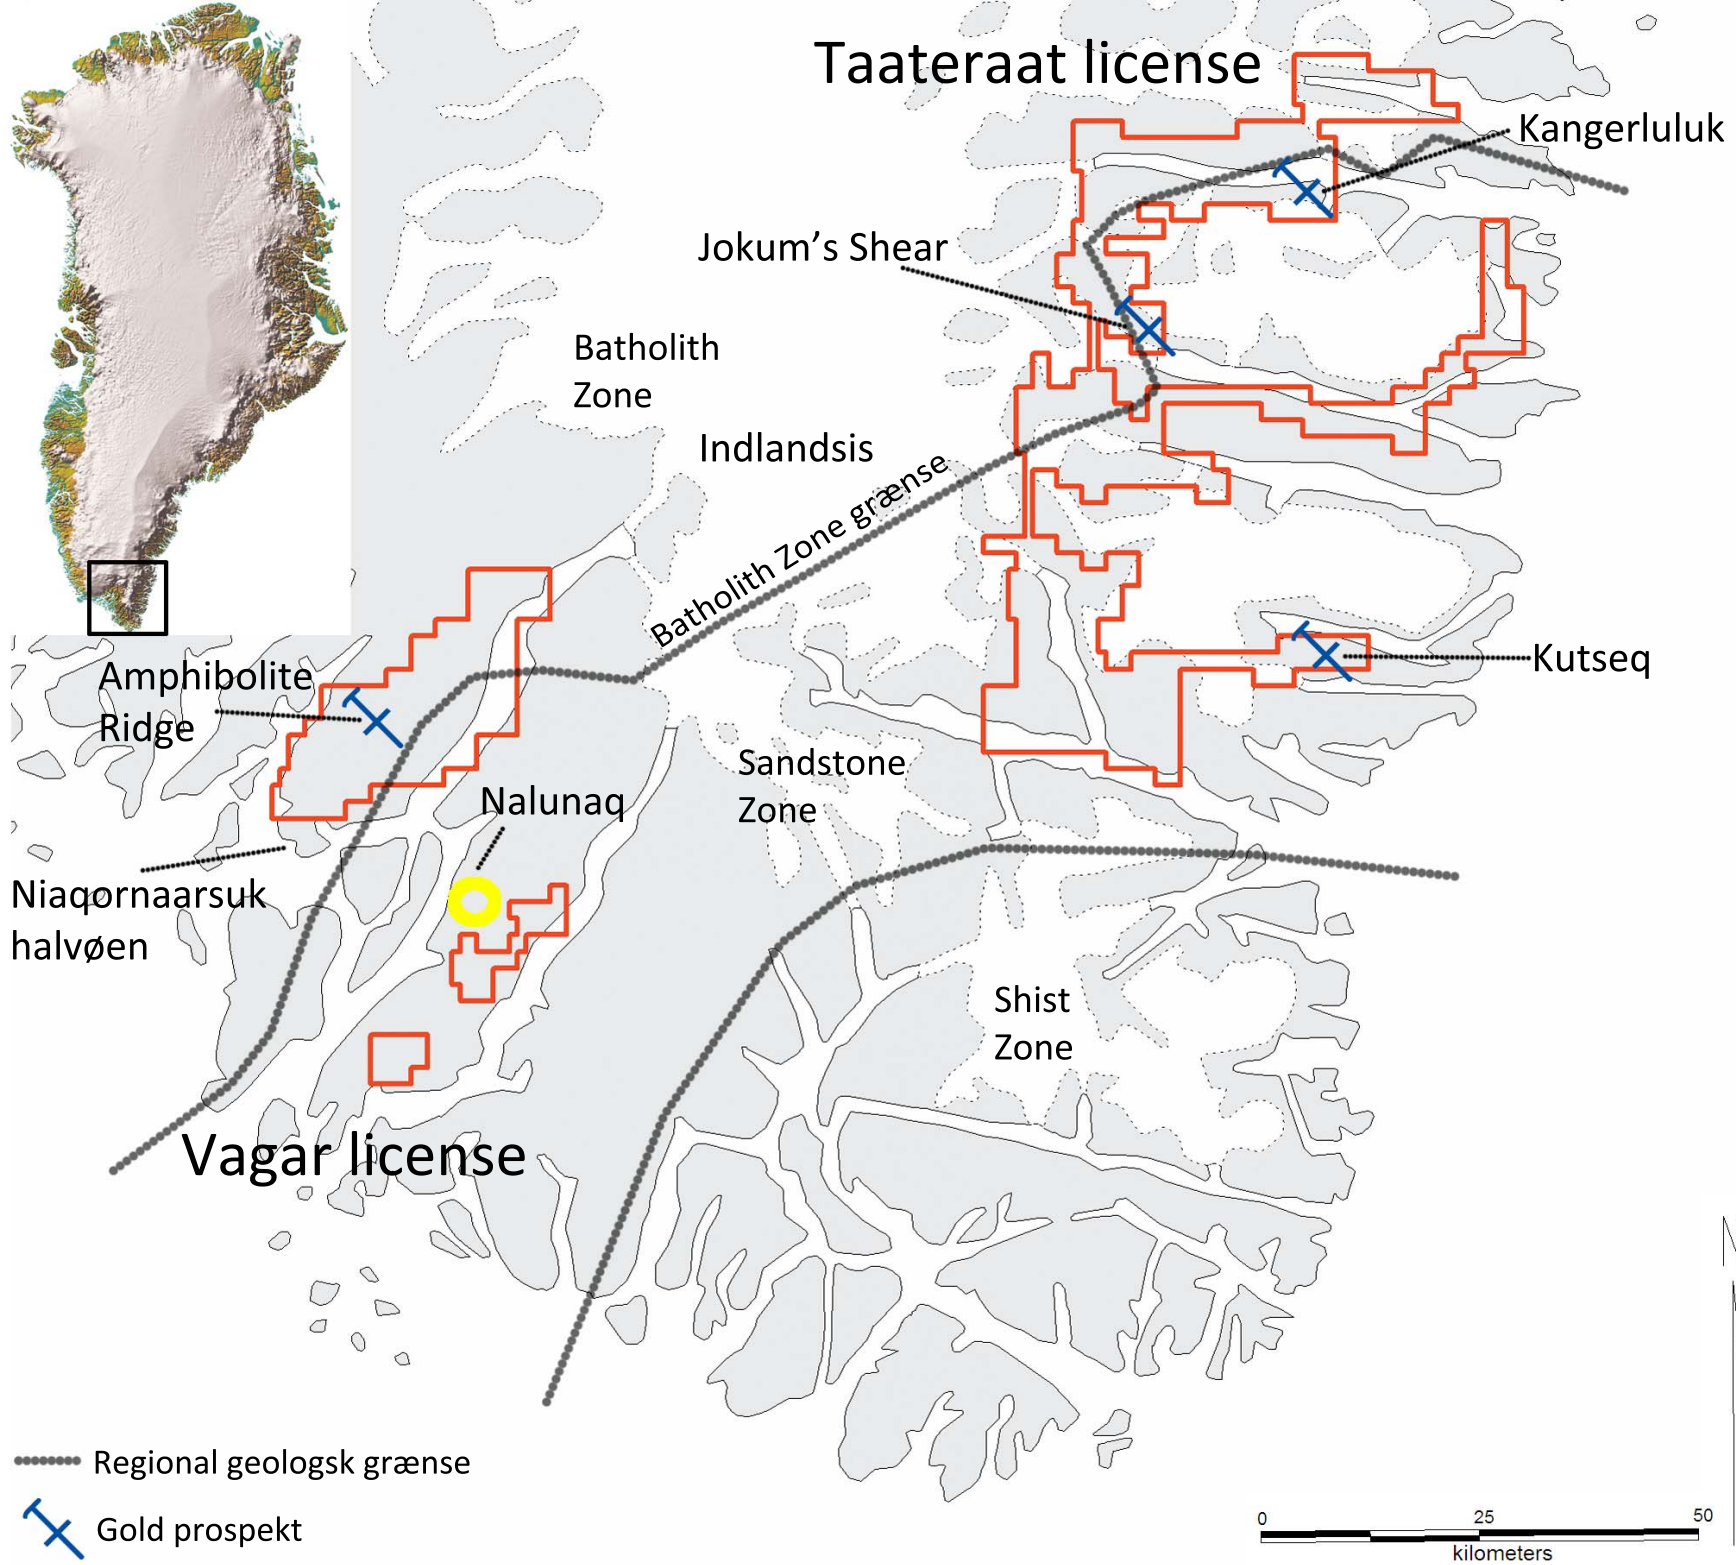 Taateraat license
Kangerluluk
Jokum’s Shear
Batholith
Zone
Indlandsis
Batholith Zone grænse
Amphibolite
Ridge
Kutseq
Sandstone
Zone
Nalunaq
Niaqornaarsuk
halvøen
Shist
Zone
Vagar license
Regional geologsk grænse
Gold prospekt
0 25 50
kilometers